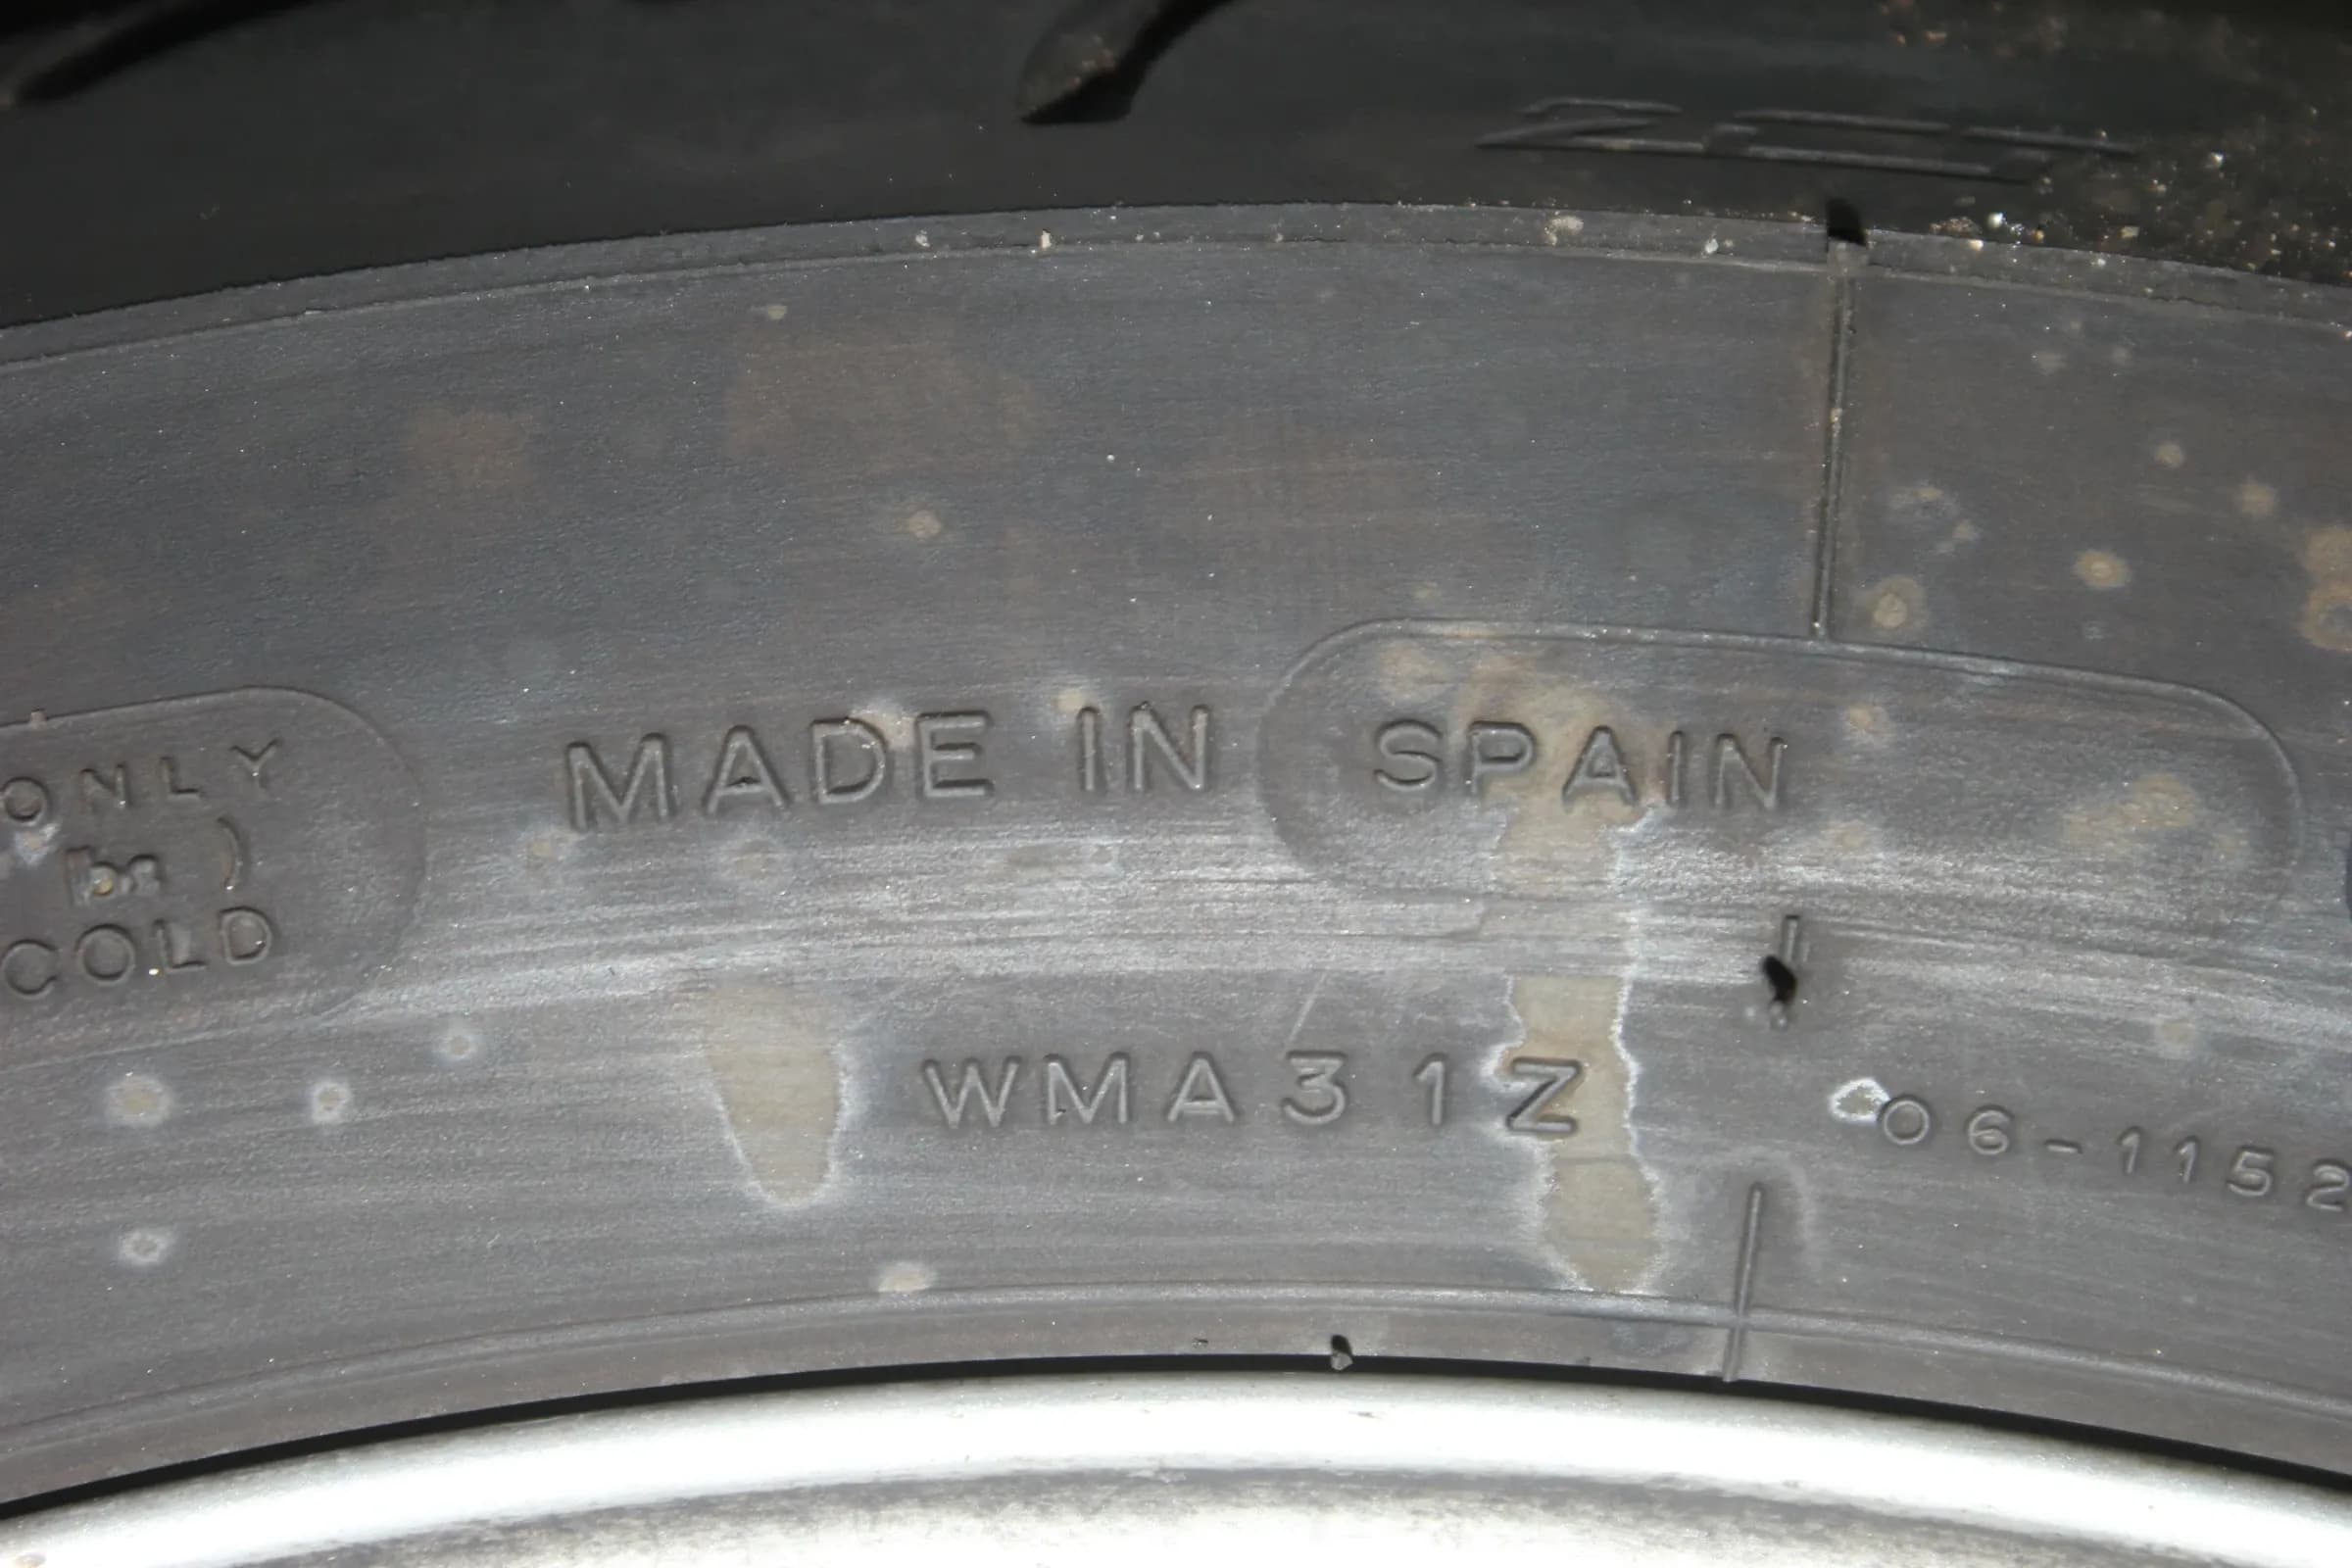 ONLY
COLD
MADE IN SPAIN
WMA31Z
06-1152